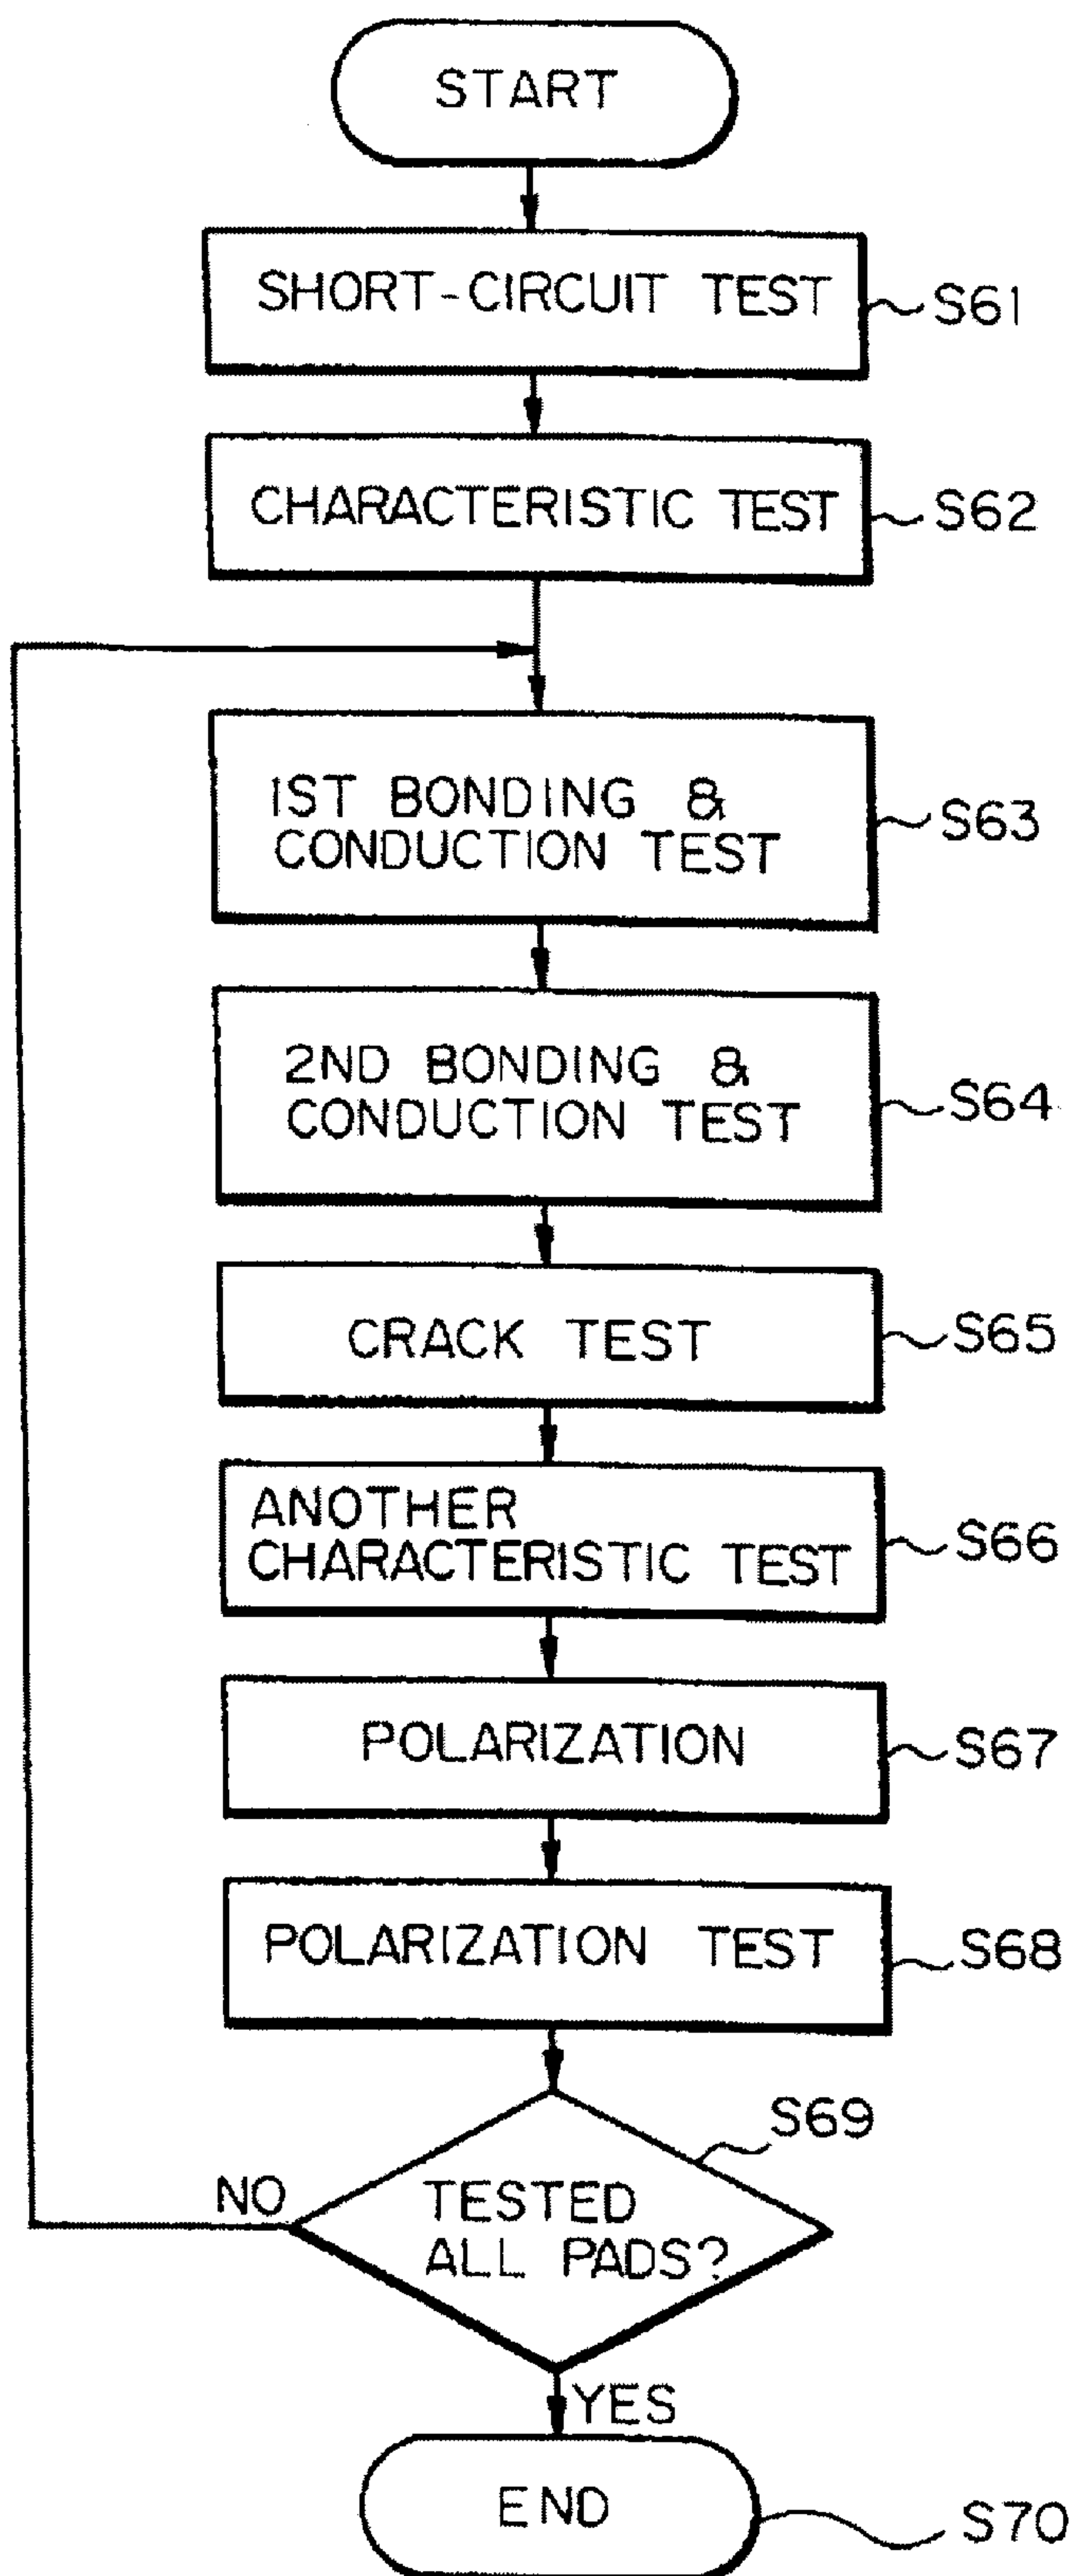 START
SHORT-CIRCUIT TEST
S61
CHARACTERISTIC TEST
S62
1ST BONDING &
CONDUCTION TEST
S63
2ND BONDING &
CONDUCTION TEST
S64
CRACK TEST
S65
ANOTHER
CHARACTERISTIC TEST
S66
POLARIZATION
S67
POLARIZATION TEST
S68
S69
NO
TESTED
ALL PADS?
YES
END
S70